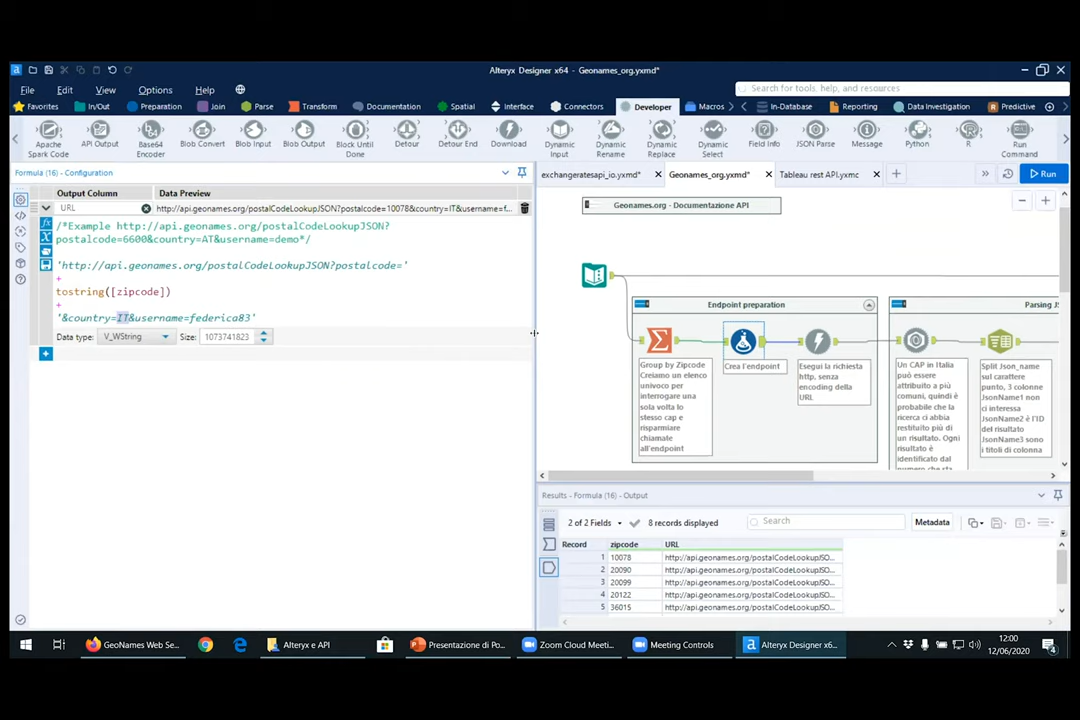 Alteryx Designer x64 - Geonames_org.yxmd*
File Edit View Options Help
Search for tools, help, and resources
Favorites In/Out Preparation Join Parse Transform Documentation Spatial Interface Connectors Developer Macros In-Database Reporting Data Investigation Predictive
Apache Spark Code
API Output
Base64 Encoder
Blob Convert
Blob Input
Blob Output
Block Until Done
Detour
Detour End
Download
Dynamic Input
Dynamic Rename
Dynamic Replace
Dynamic Select
Field Info
JSON Parse
Message
Python
R
Run Command
Formula (16) - Configuration
exchangeratesapi_io.yxmd*
Geonames_org.yxmd*
Tableau rest API.yxmc
Run
Output Column Data Preview
URL http://api.geonames.org/postalCodeLookupJSON?postalcode=10078&country=IT&username=f...
/*Example http://api.geonames.org/postalCodeLookupJSON?
postalcode=6600&country=AT&username=demo*/
'http://api.geonames.org/postalCodeLookupJSON?postalcode='
+
tostring([zipcode])
+
'&country=IT&username=federica83'
Data type: V_WString Size: 1073741823
Geonames.org - Documentazione API
Endpoint preparation
Group by Zipcode
Creiamo un elenco
univoco per
interrogare una
sola volta lo
stesso cap e
risparmiare
chiamate
all'endpoint
Crea l'endpoint
Esegui la richiesta
http, senza
encoding della
URL
Parsing JS
Un CAP in Italia
può essere
attribuito a più
comuni, quindi è
probabile che la
ricerca ci abbia
restituito più di
un risultato. Ogni
risultato è
identificato dal
numero che sta
Split Json_name
sul carattere
punto, 3 colonne
JsonName1 non
ci interessa
JsonName2 è l'ID
del risultato
JsonName3 sono
i titoli di colonna
Results - Formula (16) - Output
2 of 2 Fields 8 records displayed Search Metadata
Record zipcode URL
1 10078 http://api.geonames.org/postalCodeLookupJSO...
2 20090 http://api.geonames.org/postalCodeLookupJSO...
3 20099 http://api.geonames.org/postalCodeLookupJSO...
4 20122 http://api.geonames.org/postalCodeLookupJSO...
5 36015 http://api.geonames.org/postalCodeLookupJSO...
GeoNames Web Se...
Alteryx e API
Presentazione di Po...
Zoom Cloud Meeti...
Meeting Controls
Alteryx Designer x6...
12:00
12/06/2020
4